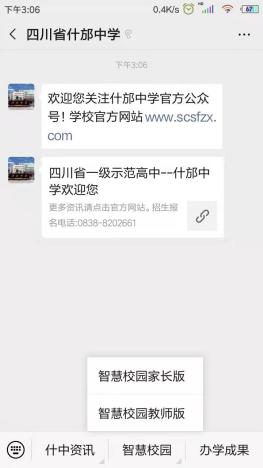 下午3:06
0.4K/s
67
四川省什邡中学
下午3:06
欢迎您关注什邡中学官方公众
号！学校官方网站www.scsfzx.
com
四川省一级示范高中--什邡中
学欢迎您
更多资讯请点击官方网站。招生报
名电话:0838-8202661
智慧校园家长版
智慧校园教师版
什中资讯
智慧校园
办学成果